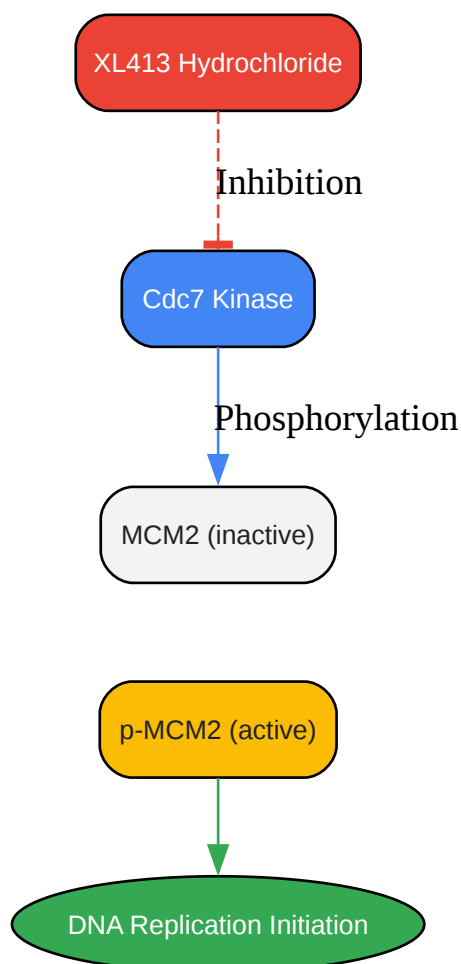 XL413 Hydrochloride
Inhibition
Cdc7 Kinase
Phosphorylation
MCM2 (inactive)
p-MCM2 (active)
DNA Replication Initiation